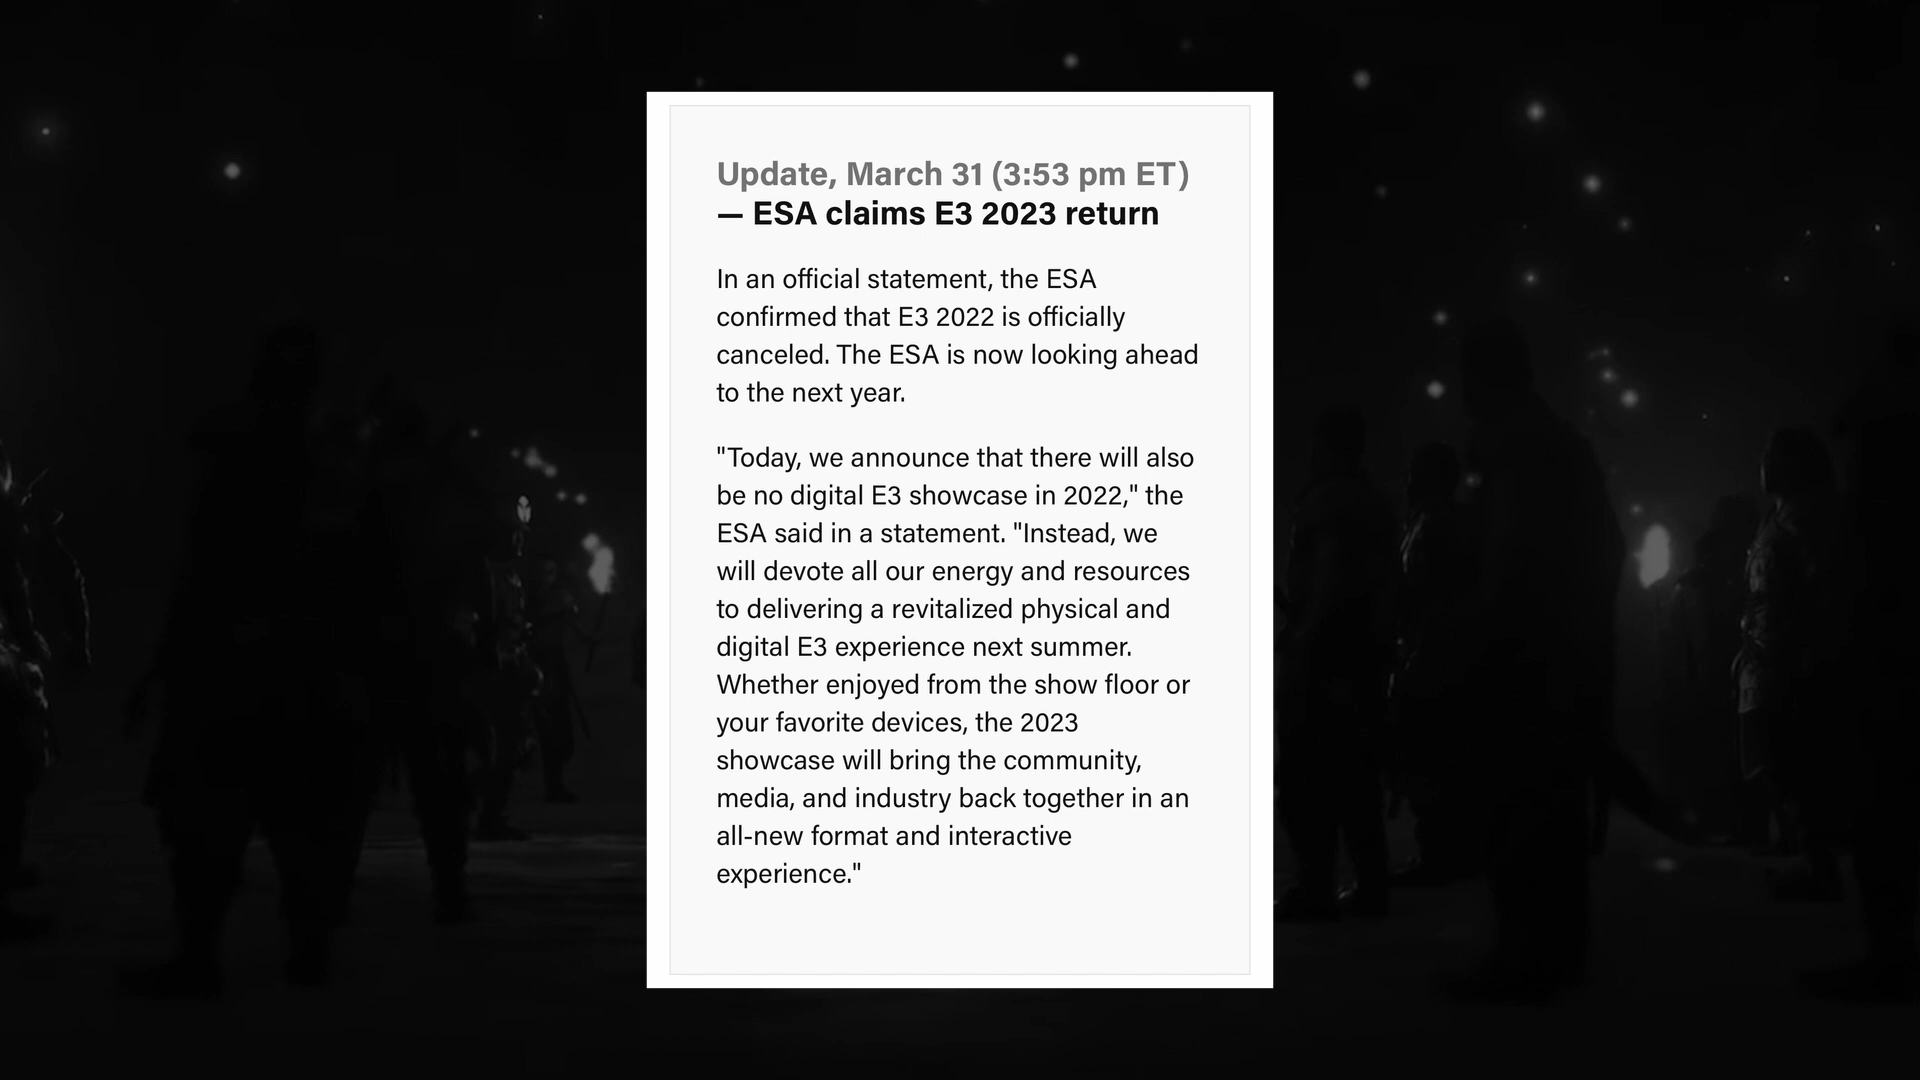 Update, March 31 (3:53 pm ET)
— ESA claims E3 2023 return
In an official statement, the ESA
confirmed that E3 2022 is officially
canceled. The ESA is now looking ahead
to the next year.
"Today, we announce that there will also
be no digital E3 showcase in 2022," the
ESA said in a statement. "Instead, we
will devote all our energy and resources
to delivering a revitalized physical and
digital E3 experience next summer.
Whether enjoyed from the show floor or
your favorite devices, the 2023
showcase will bring the community,
media, and industry back together in an
all-new format and interactive
experience."